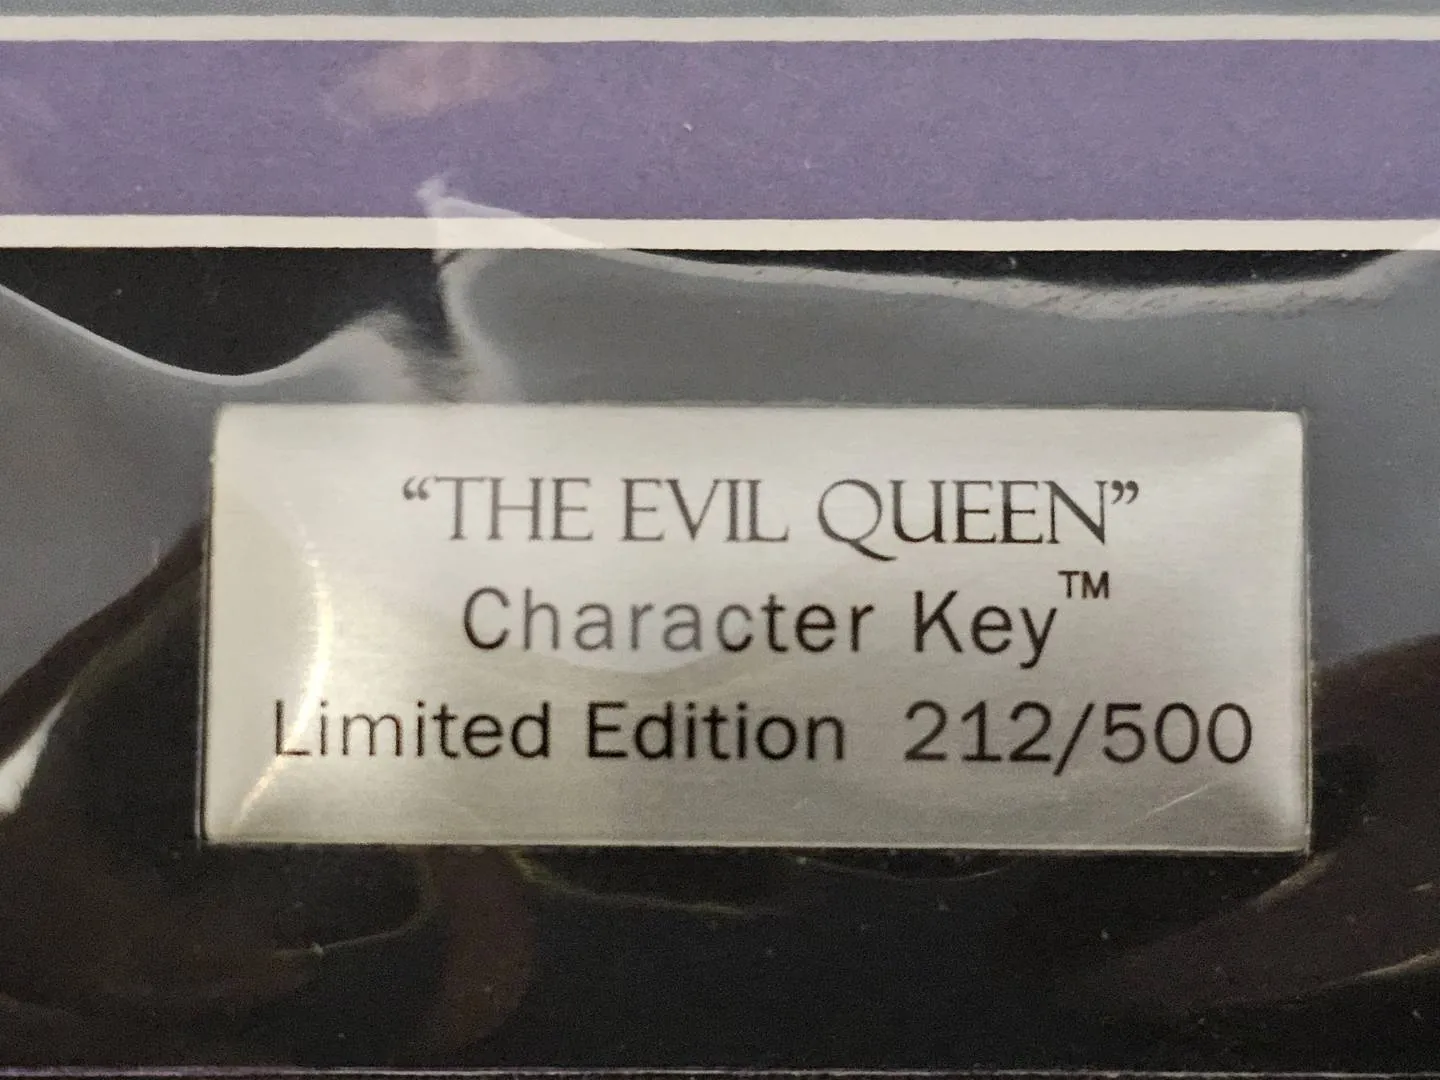 “THE EVIL QUEEN”
Character Key™
Limited Edition 212/500